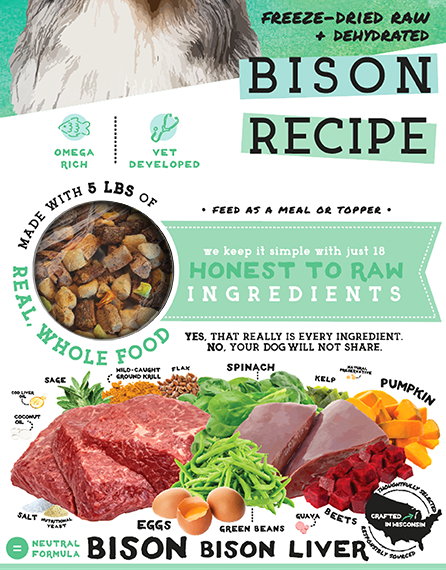 FREEZE-DRIED RAW
+ DEHYDRATED
BISON
RECIPE
OMEGA
RICH
VET
DEVELOPED
MADE WITH 5 LBS OF
REAL, WHOLE FOOD
• FEED AS A MEAL OR TOPPER •
we keep it simple with just 18
HONEST TO RAW
INGREDIENTS
YES, THAT REALLY IS EVERY INGREDIENT.
NO, YOUR DOG WILL NOT SHARE.
COD LIVER
OIL
SAGE
WILD-CAUGHT
GROUND KRILL
FLAX
SPINACH
KELP
NATURAL
PRESERVATIVE
PUMPKIN
COCONUT
OIL
SALT
NUTRITIONAL
YEAST
EGGS
GREEN BEANS
GUAVA
BEETS
THOUGHTFULLY SELECTED
CRAFTED
IN WISCONSIN
RESPONSIBLY SOURCED
= NEUTRAL
FORMULA
BISON BISON LIVER